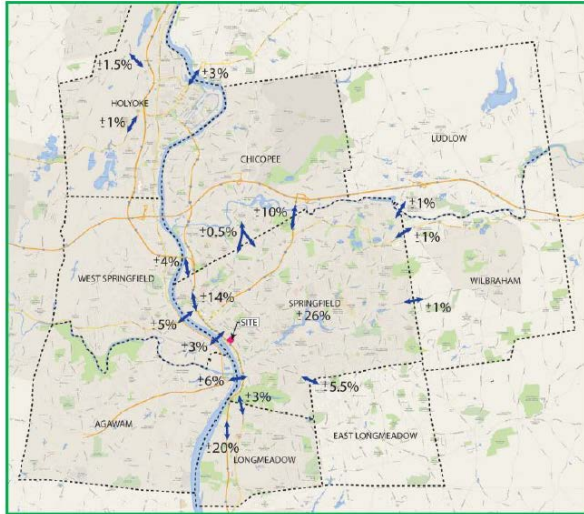 ±1.5%
±3%
HOLYOKE
±1%
LUDLOW
CHICOPEE
±10%
±1%
±0.5%
±1%
±4%
WEST SPRINGFIELD
WILBRAHAM
±14%
SPRINGFIELD
±26%
±1%
±5%
SITE
±3%
±6%
±5.5%
±3%
AGAWAM
EAST LONGMEADOW
±20%
LONGMEADOW